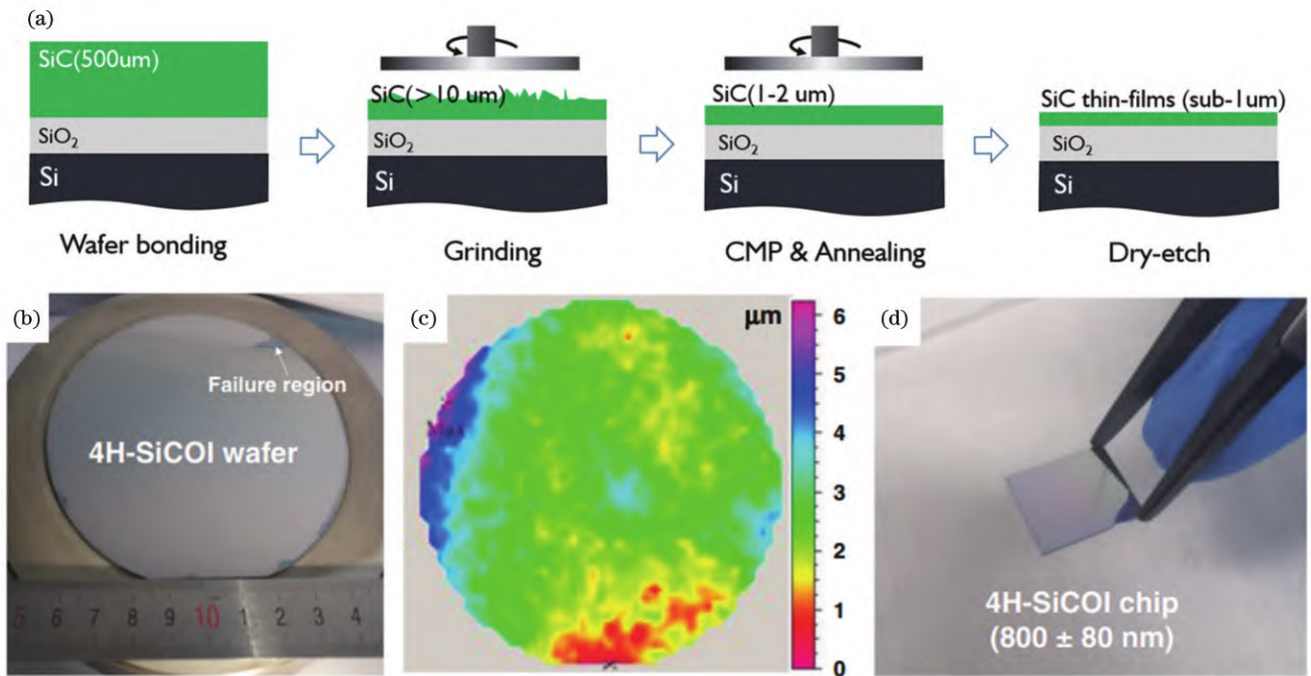 (a)
SiC(500um)
SiO₂
Si
Wafer bonding
SiC(>10 um)
SiO₂
Si
Grinding
SiC(1-2 um)
SiO₂
Si
CMP & Annealing
SiC thin-films (sub-1um)
SiO₂
Si
Dry-etch
(b)
Failure region
4H-SiCOI wafer
5 6 7 8 9 10 1 2 3 4
(c)
μm
6
5
4
3
2
1
0
(d)
4H-SiCOI chip
(800 ± 80 nm)